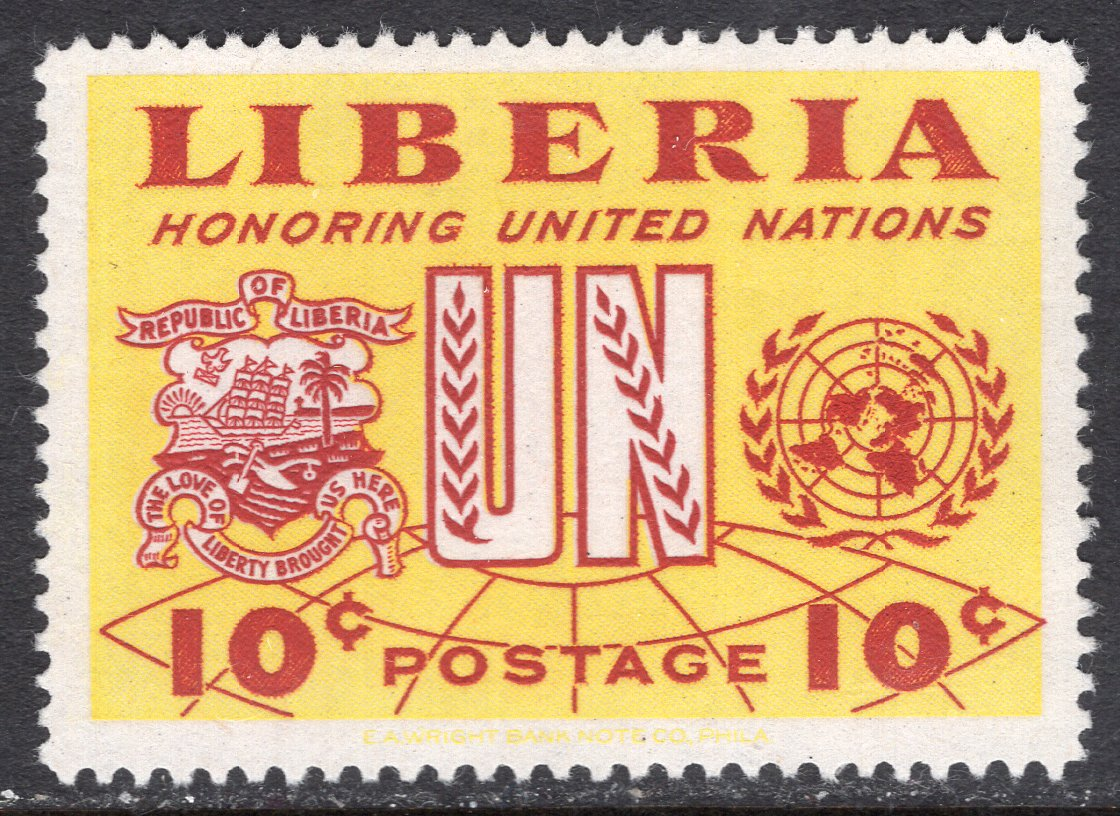 LIBERIA
HONORING UNITED NATIONS
REPUBLIC OF LIBERIA
THE LOVE OF LIBERTY BROUGHT US HERE
UN
10¢ POSTAGE 10¢
E.A.WRIGHT BANK NOTE CO. PHILA.